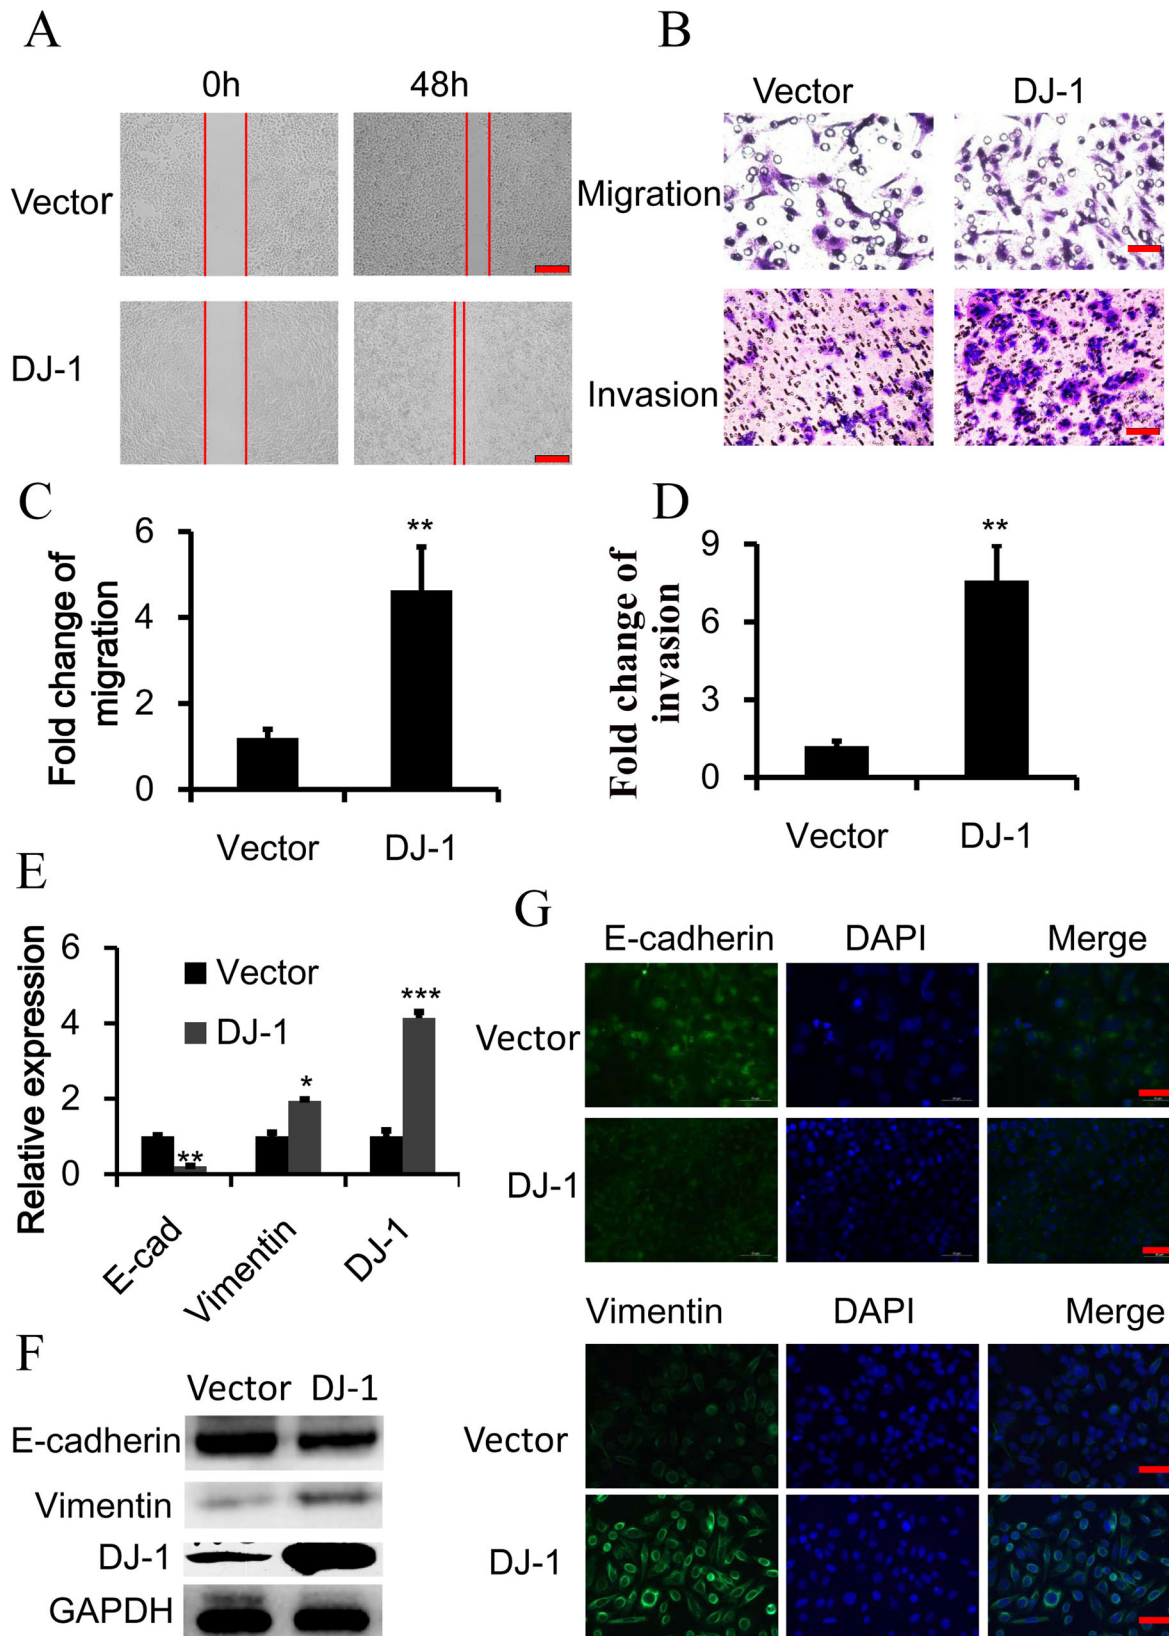 A
0h 48h
Vector
DJ-1
B
Vector DJ-1
Migration
Invasion
C
Fold change of
migration
6
4
2
0
**
Vector DJ-1
D
Fold change of
invasion
9
6
3
0
**
Vector DJ-1
E
Relative expression
6
4
2
0
Vector
DJ-1
**
*
***
E-cad
Vimentin
DJ-1
F
Vector DJ-1
E-cadherin
Vimentin
DJ-1
GAPDH
G
E-cadherin DAPI Merge
Vector
DJ-1
Vimentin DAPI Merge
Vector
DJ-1